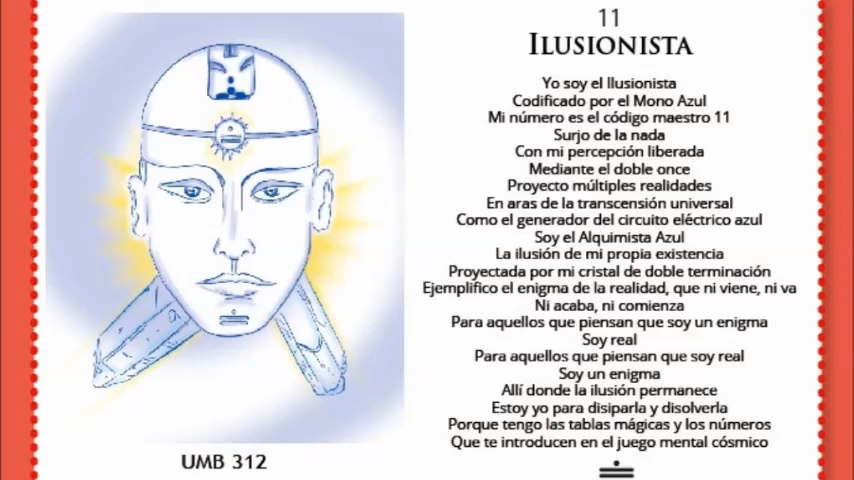 11
ILUSIONISTA
Yo soy el Ilusionista
Codificado por el Mono Azul
Mi número es el código maestro 11
Surjo de la nada
Con mi percepción liberada
Mediante el doble once
Proyecto múltiples realidades
En aras de la transcensión universal
Como el generador del circuito eléctrico azul
Soy el Alquimista Azul
La ilusión de mi propia existencia
Proyectada por mi cristal de doble terminación
Ejemplifico el enigma de la realidad, que ni viene, ni va
Ni acaba, ni comienza
Para aquellos que piensan que soy un enigma
Soy real
Para aquellos que piensan que soy real
Soy un enigma
Allí donde la ilusión permanece
Estoy yo para disiparla y disolverla
Porque tengo las tablas mágicas y los números
Que te introducen en el juego mental cósmico
UMB 312